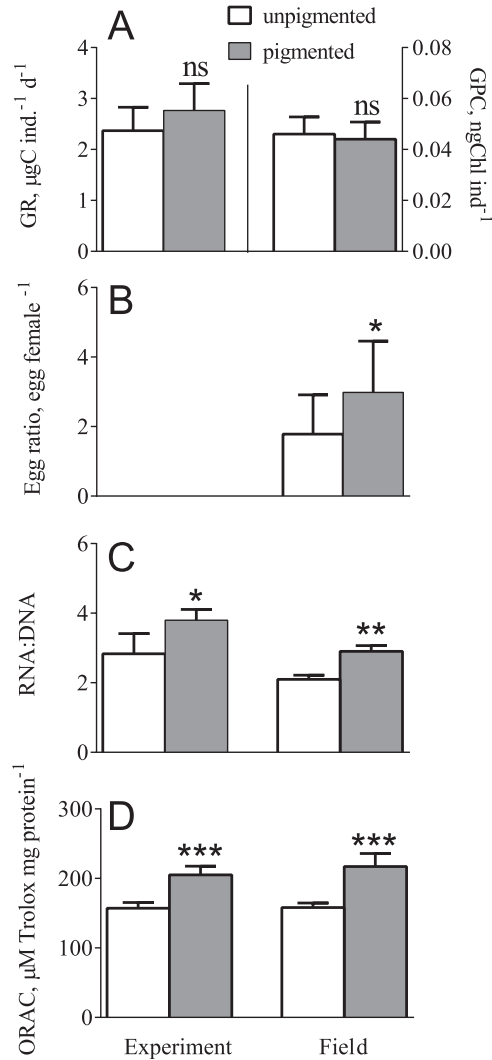 unpigmented
pigmented
A
GR, µgC ind.⁻¹ d⁻¹
4
3
2
1
0
ns
ns
0.08
0.06
0.04
0.02
0.00
GPC, ngChl ind⁻¹
B
Egg ratio, egg female ⁻¹
6
4
2
0
*
C
RNA:DNA
6
4
2
0
*
**
D
ORAC, µM Trolox mg protein⁻¹
300
200
100
0
***
***
Experiment Field